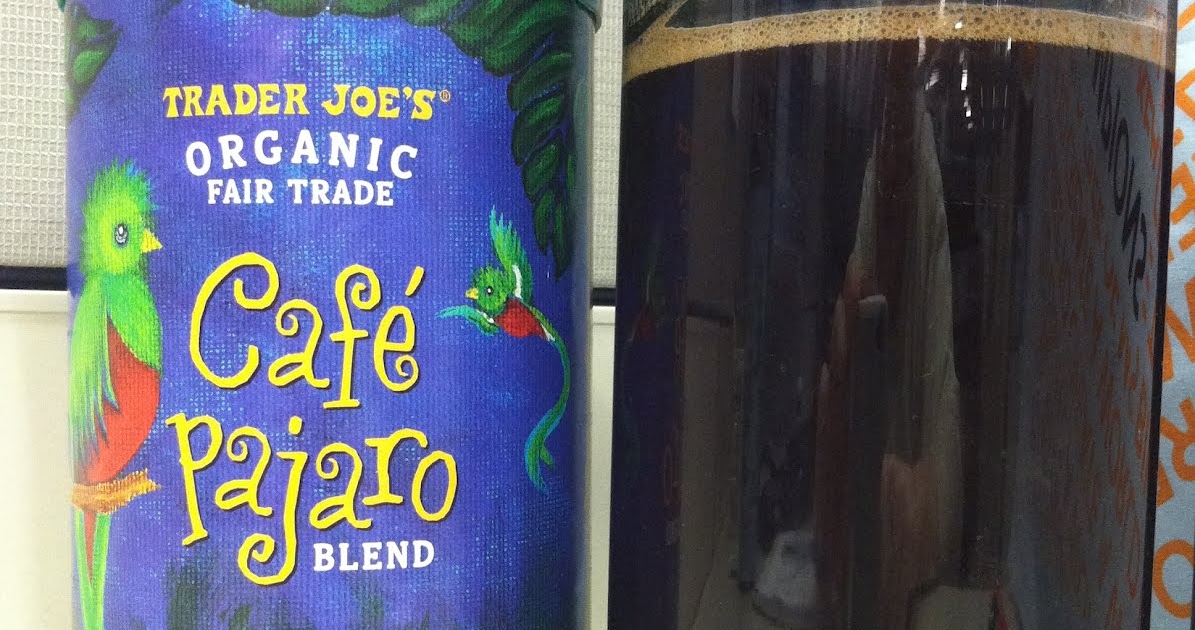 TRADER JOE'S®
ORGANIC
FAIR TRADE
Café
Pajaro
BLEND